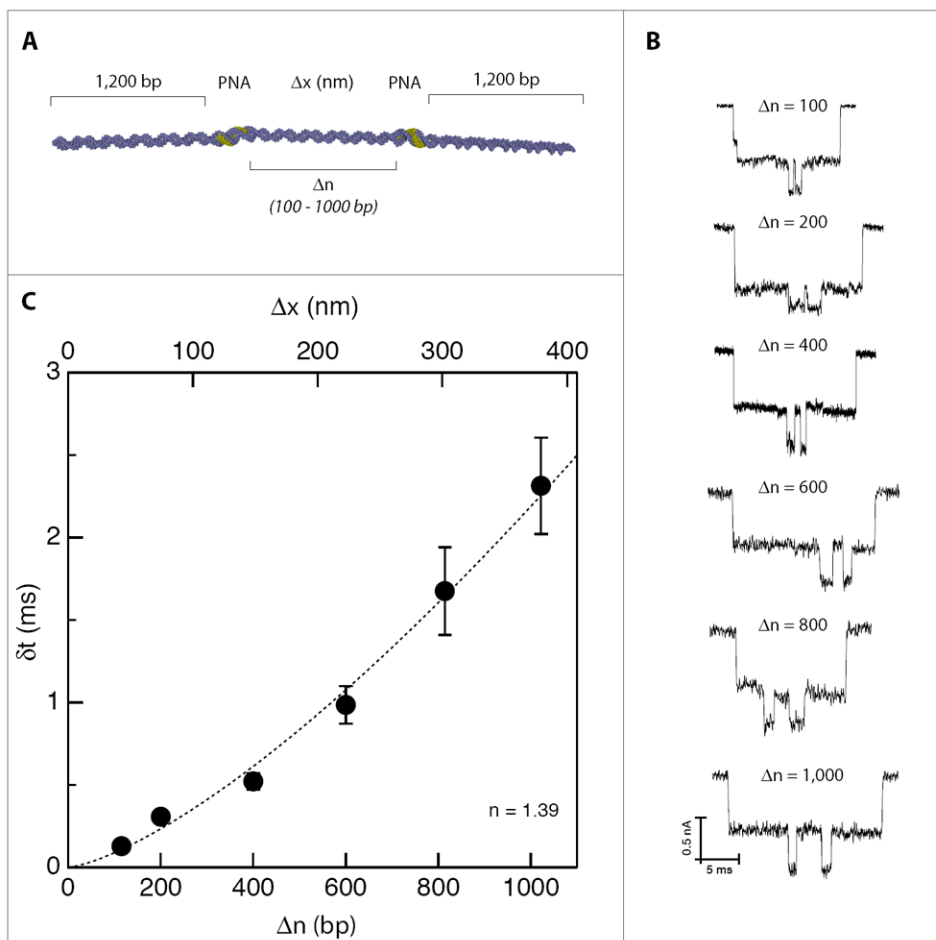 A
1,200 bp PNA Δx (nm) PNA 1,200 bp
Δn
(100 - 1000 bp)
B
Δn = 100
Δn = 200
Δn = 400
Δn = 600
Δn = 800
Δn = 1,000
0.5 nA
5 ms
C
Δx (nm)
0 100 200 300 400
3
2
1
0
δt (ms)
n = 1.39
0 200 400 600 800 1000
Δn (bp)